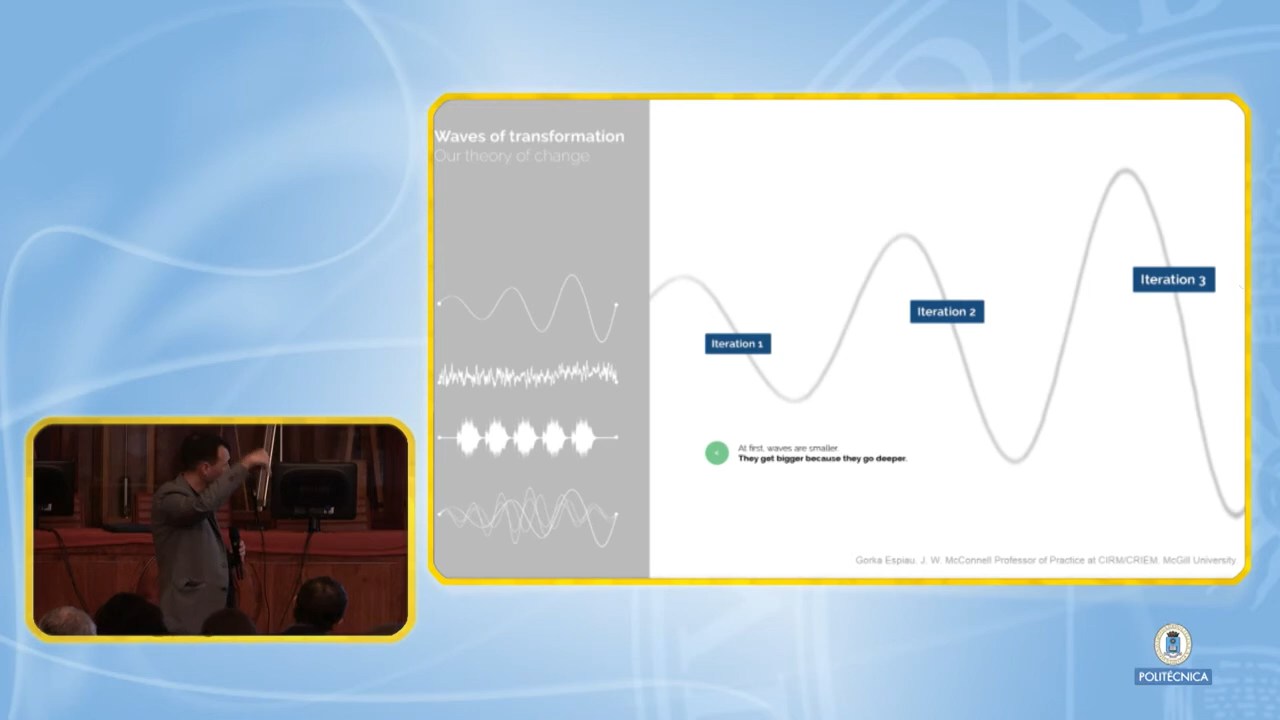 Waves of transformation
Our theory of change
Iteration 1
Iteration 2
Iteration 3
At first, waves are smaller.
They get bigger because they go deeper.
Gorka Espiau. J. W. McConnell Professor of Practice at CIRM/CRIEM. McGill University
POLITÉCNICA